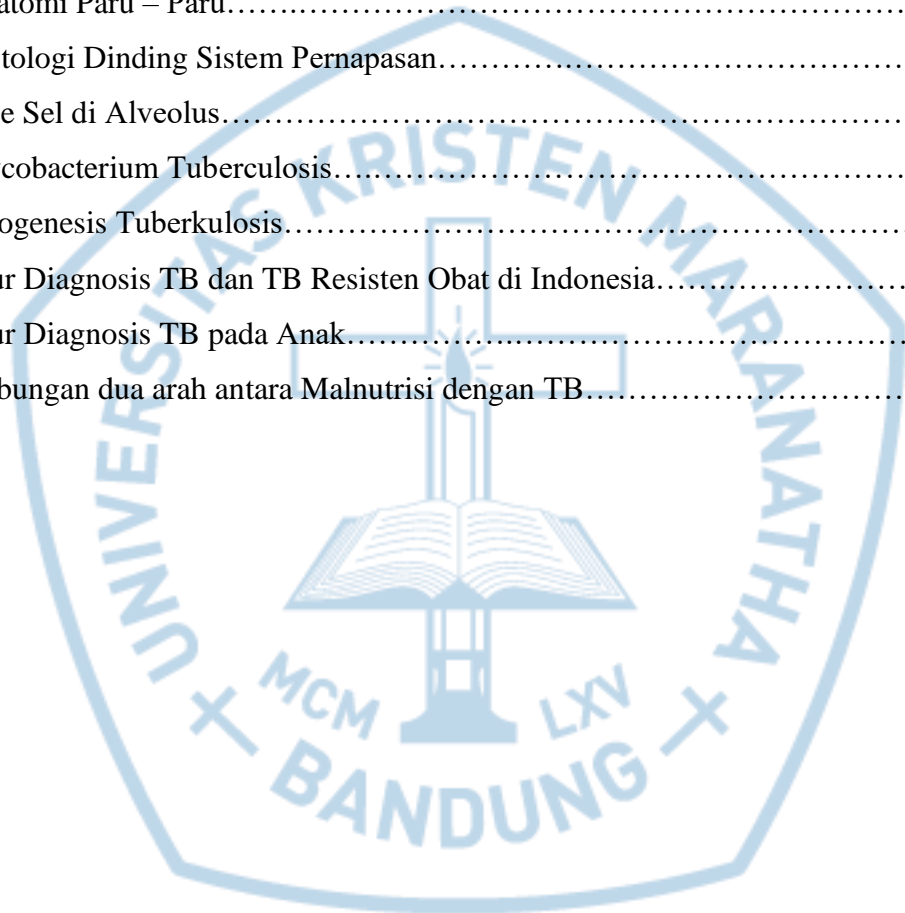 atomi Paru – Paru…….…………………………………………………………
tologi Dinding Sistem Pernapasan………………………………………
e Sel di Alveolus…………………………………………………………………
cobacterium Tuberculosis……………………………………………………
ogenesis Tuberkulosis…………………………………………………………
ur Diagnosis TB dan TB Resisten Obat di Indonesia……………………
ur Diagnosis TB pada Anak……………………………………………………
bungan dua arah antara Malnutrisi dengan TB……………………………
UNIVERSITAS KRISTEN MARANATHA
MCM LXV
BANDUNG